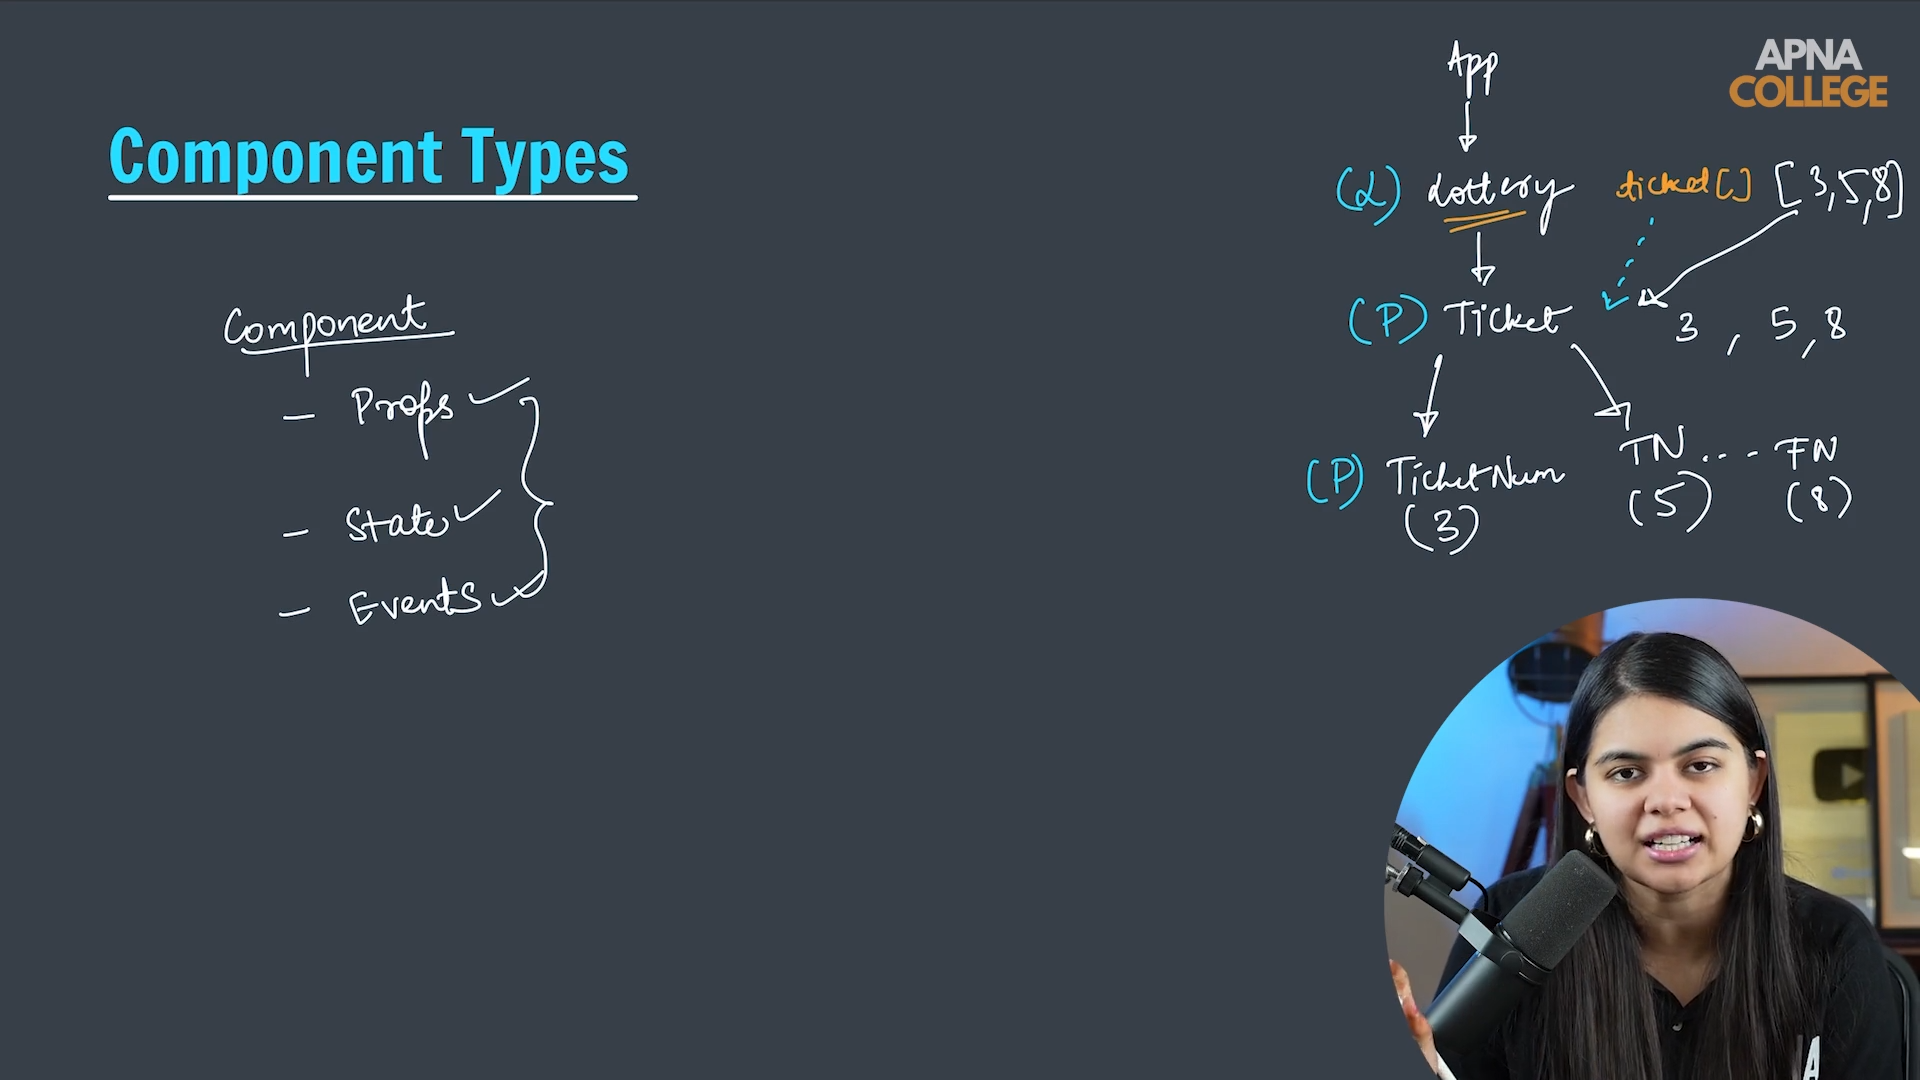 APNA
COLLEGE
Component Types
Component
- Props ✓
- State ✓
- Events ✓
App
(L) Lottery ticket[] [3,5,8]
(P) Ticket 3, 5, 8
(P) TicketNum TN ---- TN
(3) (5) (8)